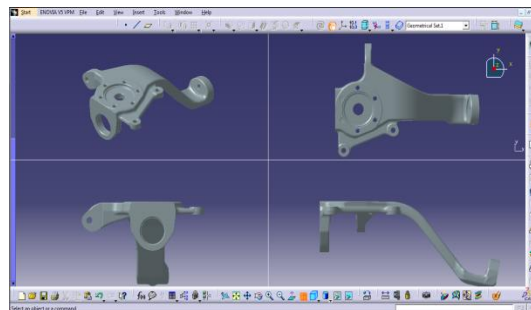 Start ENOVIA V5 VPM File Edit View Insert Tools Window Help
Geometrical Set.1
y
x
z
Select an object or a command